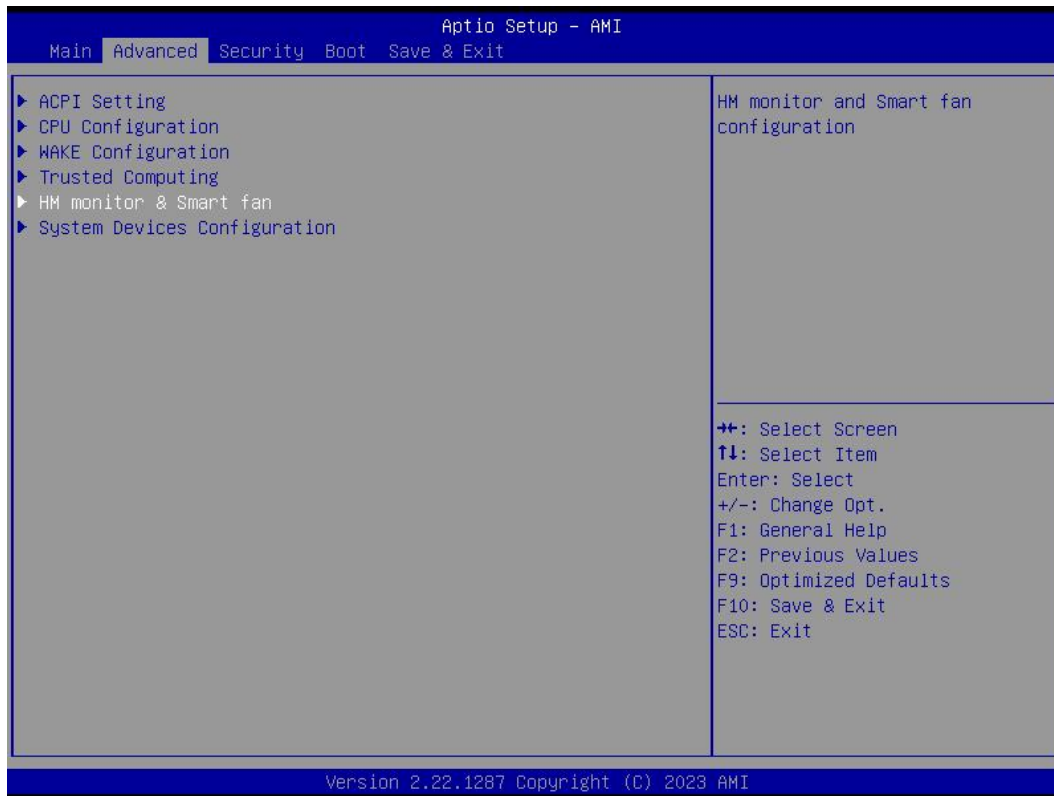 Aptio Setup – AMI
Main Advanced Security Boot Save & Exit
ACPI Setting
CPU Configuration
WAKE Configuration
Trusted Computing
HM monitor & Smart fan
System Devices Configuration
HM monitor and Smart fan
configuration
→←: Select Screen
↑↓: Select Item
Enter: Select
+/-: Change Opt.
F1: General Help
F2: Previous Values
F9: Optimized Defaults
F10: Save & Exit
ESC: Exit
Version 2.22.1287 Copyright (C) 2023 AMI